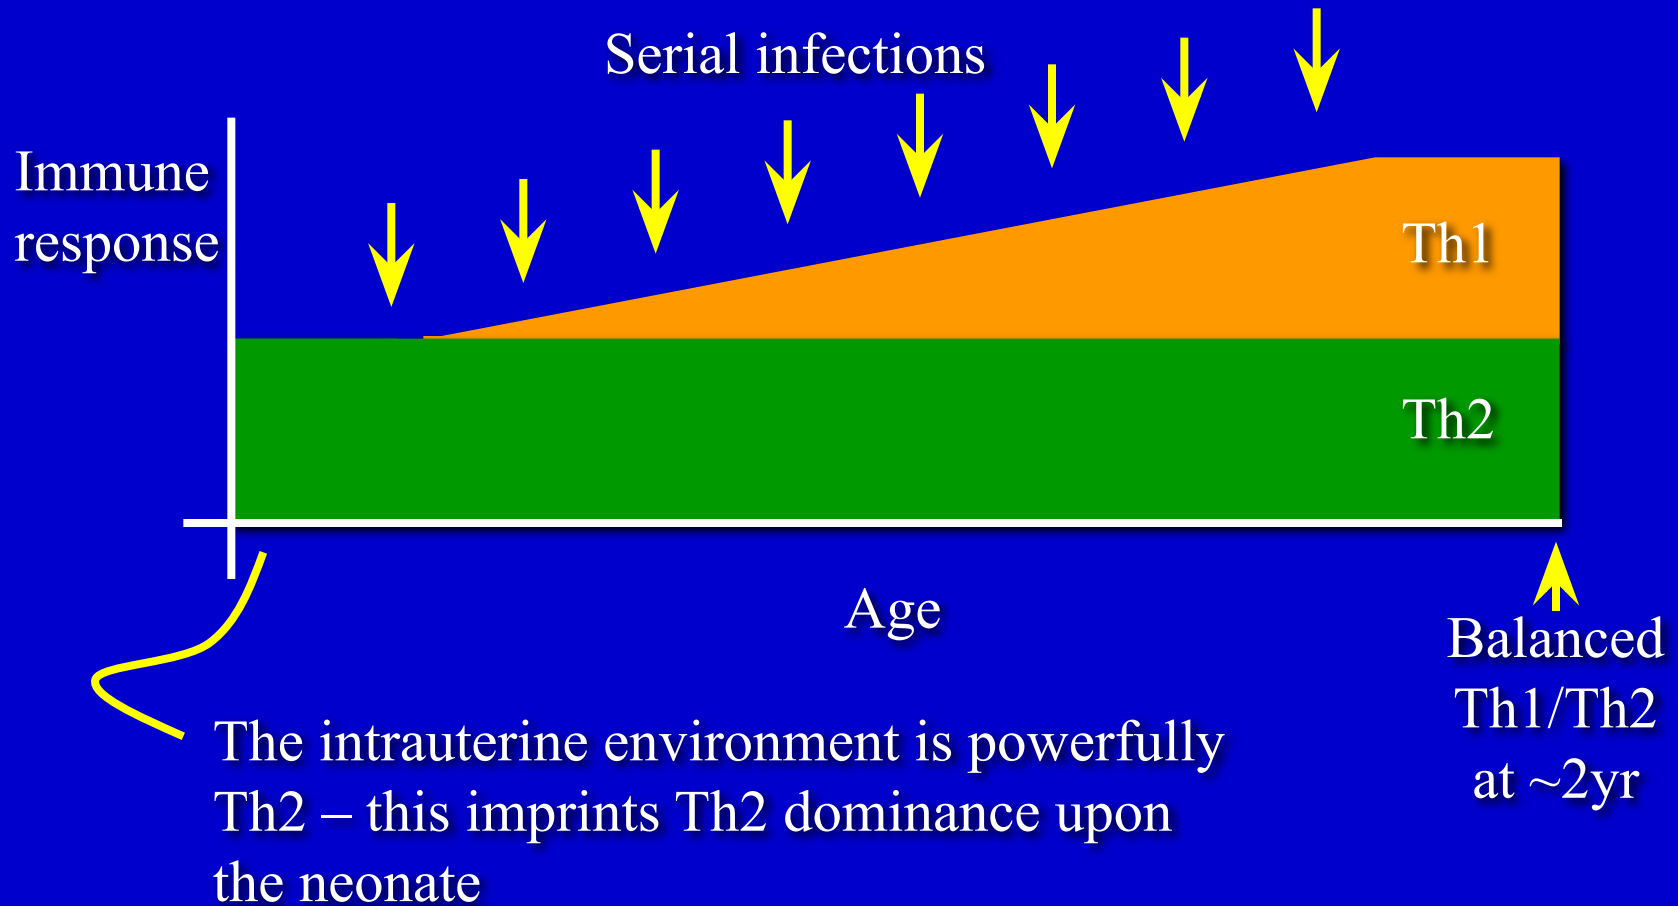 Serial infections
Immune
response
Th1
Th2
Age
Balanced
Th1/Th2
at ~2yr
The intrauterine environment is powerfully
Th2 – this imprints Th2 dominance upon
the neonate